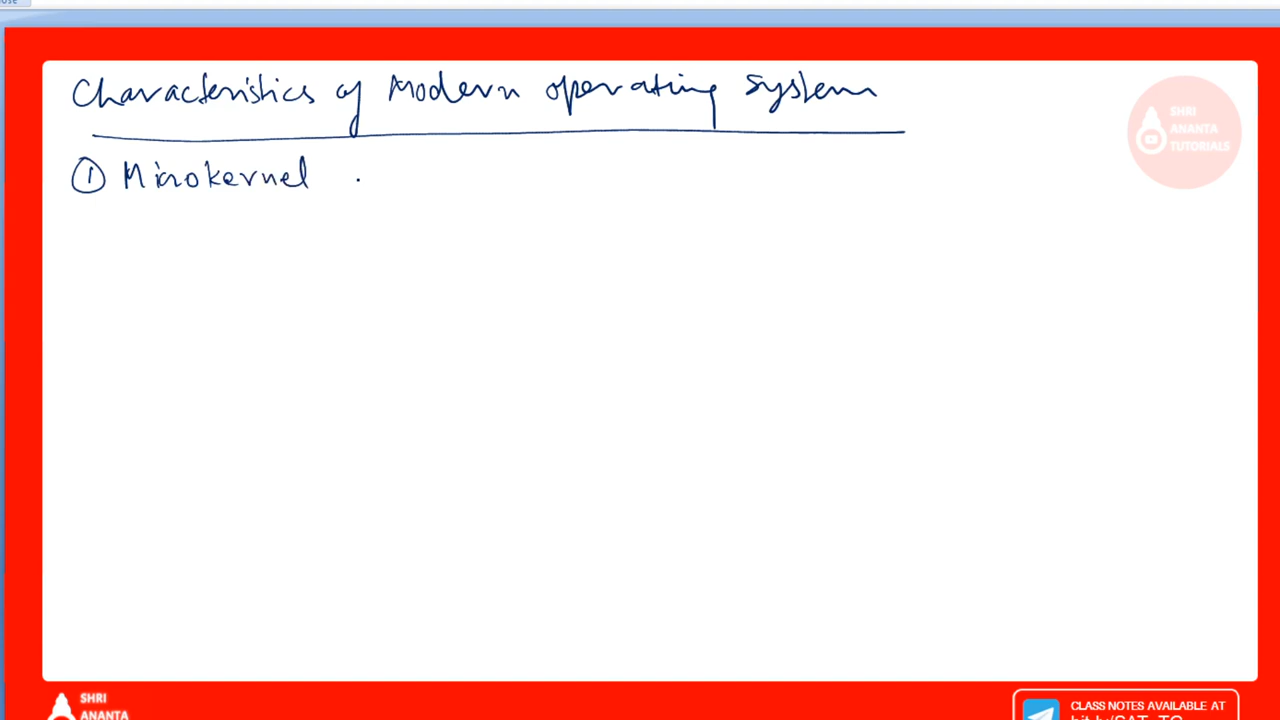 Characteristics of Modern operating System
① Microkernel .
SHRI
ANANTA
TUTORIALS
SHRI
ANANTA
CLASS NOTES AVAILABLE AT